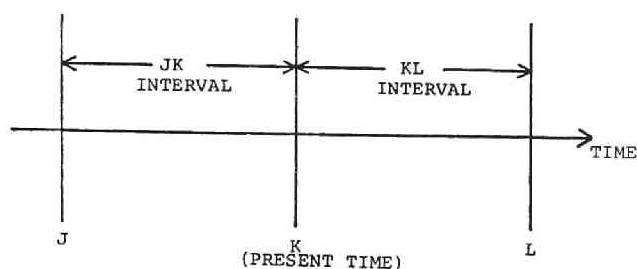 JK
INTERVAL
KL
INTERVAL
TIME
J
K
L
(PRESENT TIME)